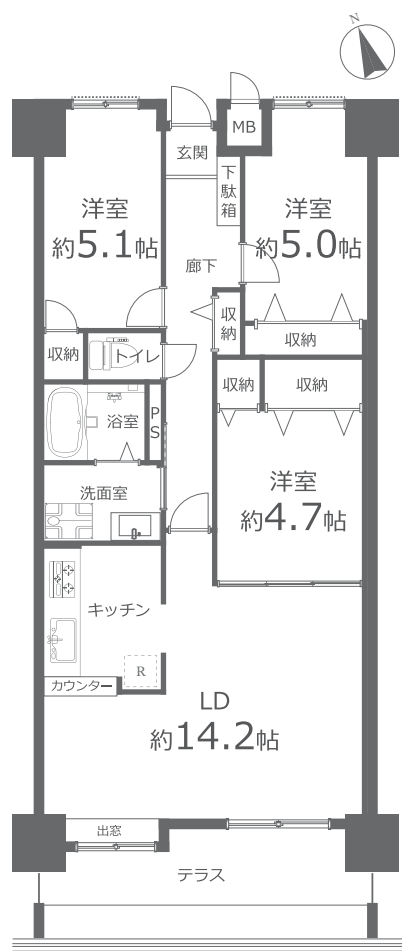 N
MB
玄関
下駄箱
洋室
約5.1帖
洋室
約5.0帖
廊下
収納
収納
収納
トイレ
収納
収納
浴室
PS
洗面室
洋室
約4.7帖
キッチン
R
カウンター
LD
約14.2帖
出窓
テラス